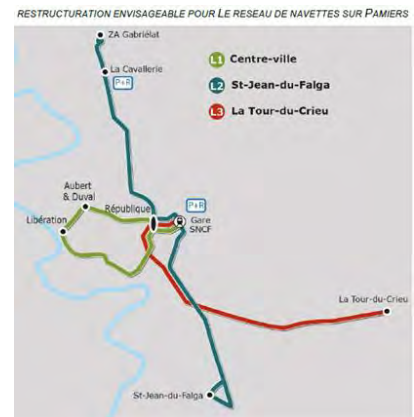 RESTRUCTURATION ENVISAGEABLE POUR LE RESEAU DE NAVETTES SUR PAMIERS
ZA Gabriélat
La Cavallerie
P+R
L1 Centre-ville
L2 St-Jean-du-Falga
L3 La Tour-du-Crieu
Aubert
& Duval
République
P+R
Libération
Gare
SNCF
La Tour-du-Crieu
St-Jean-du-Falga